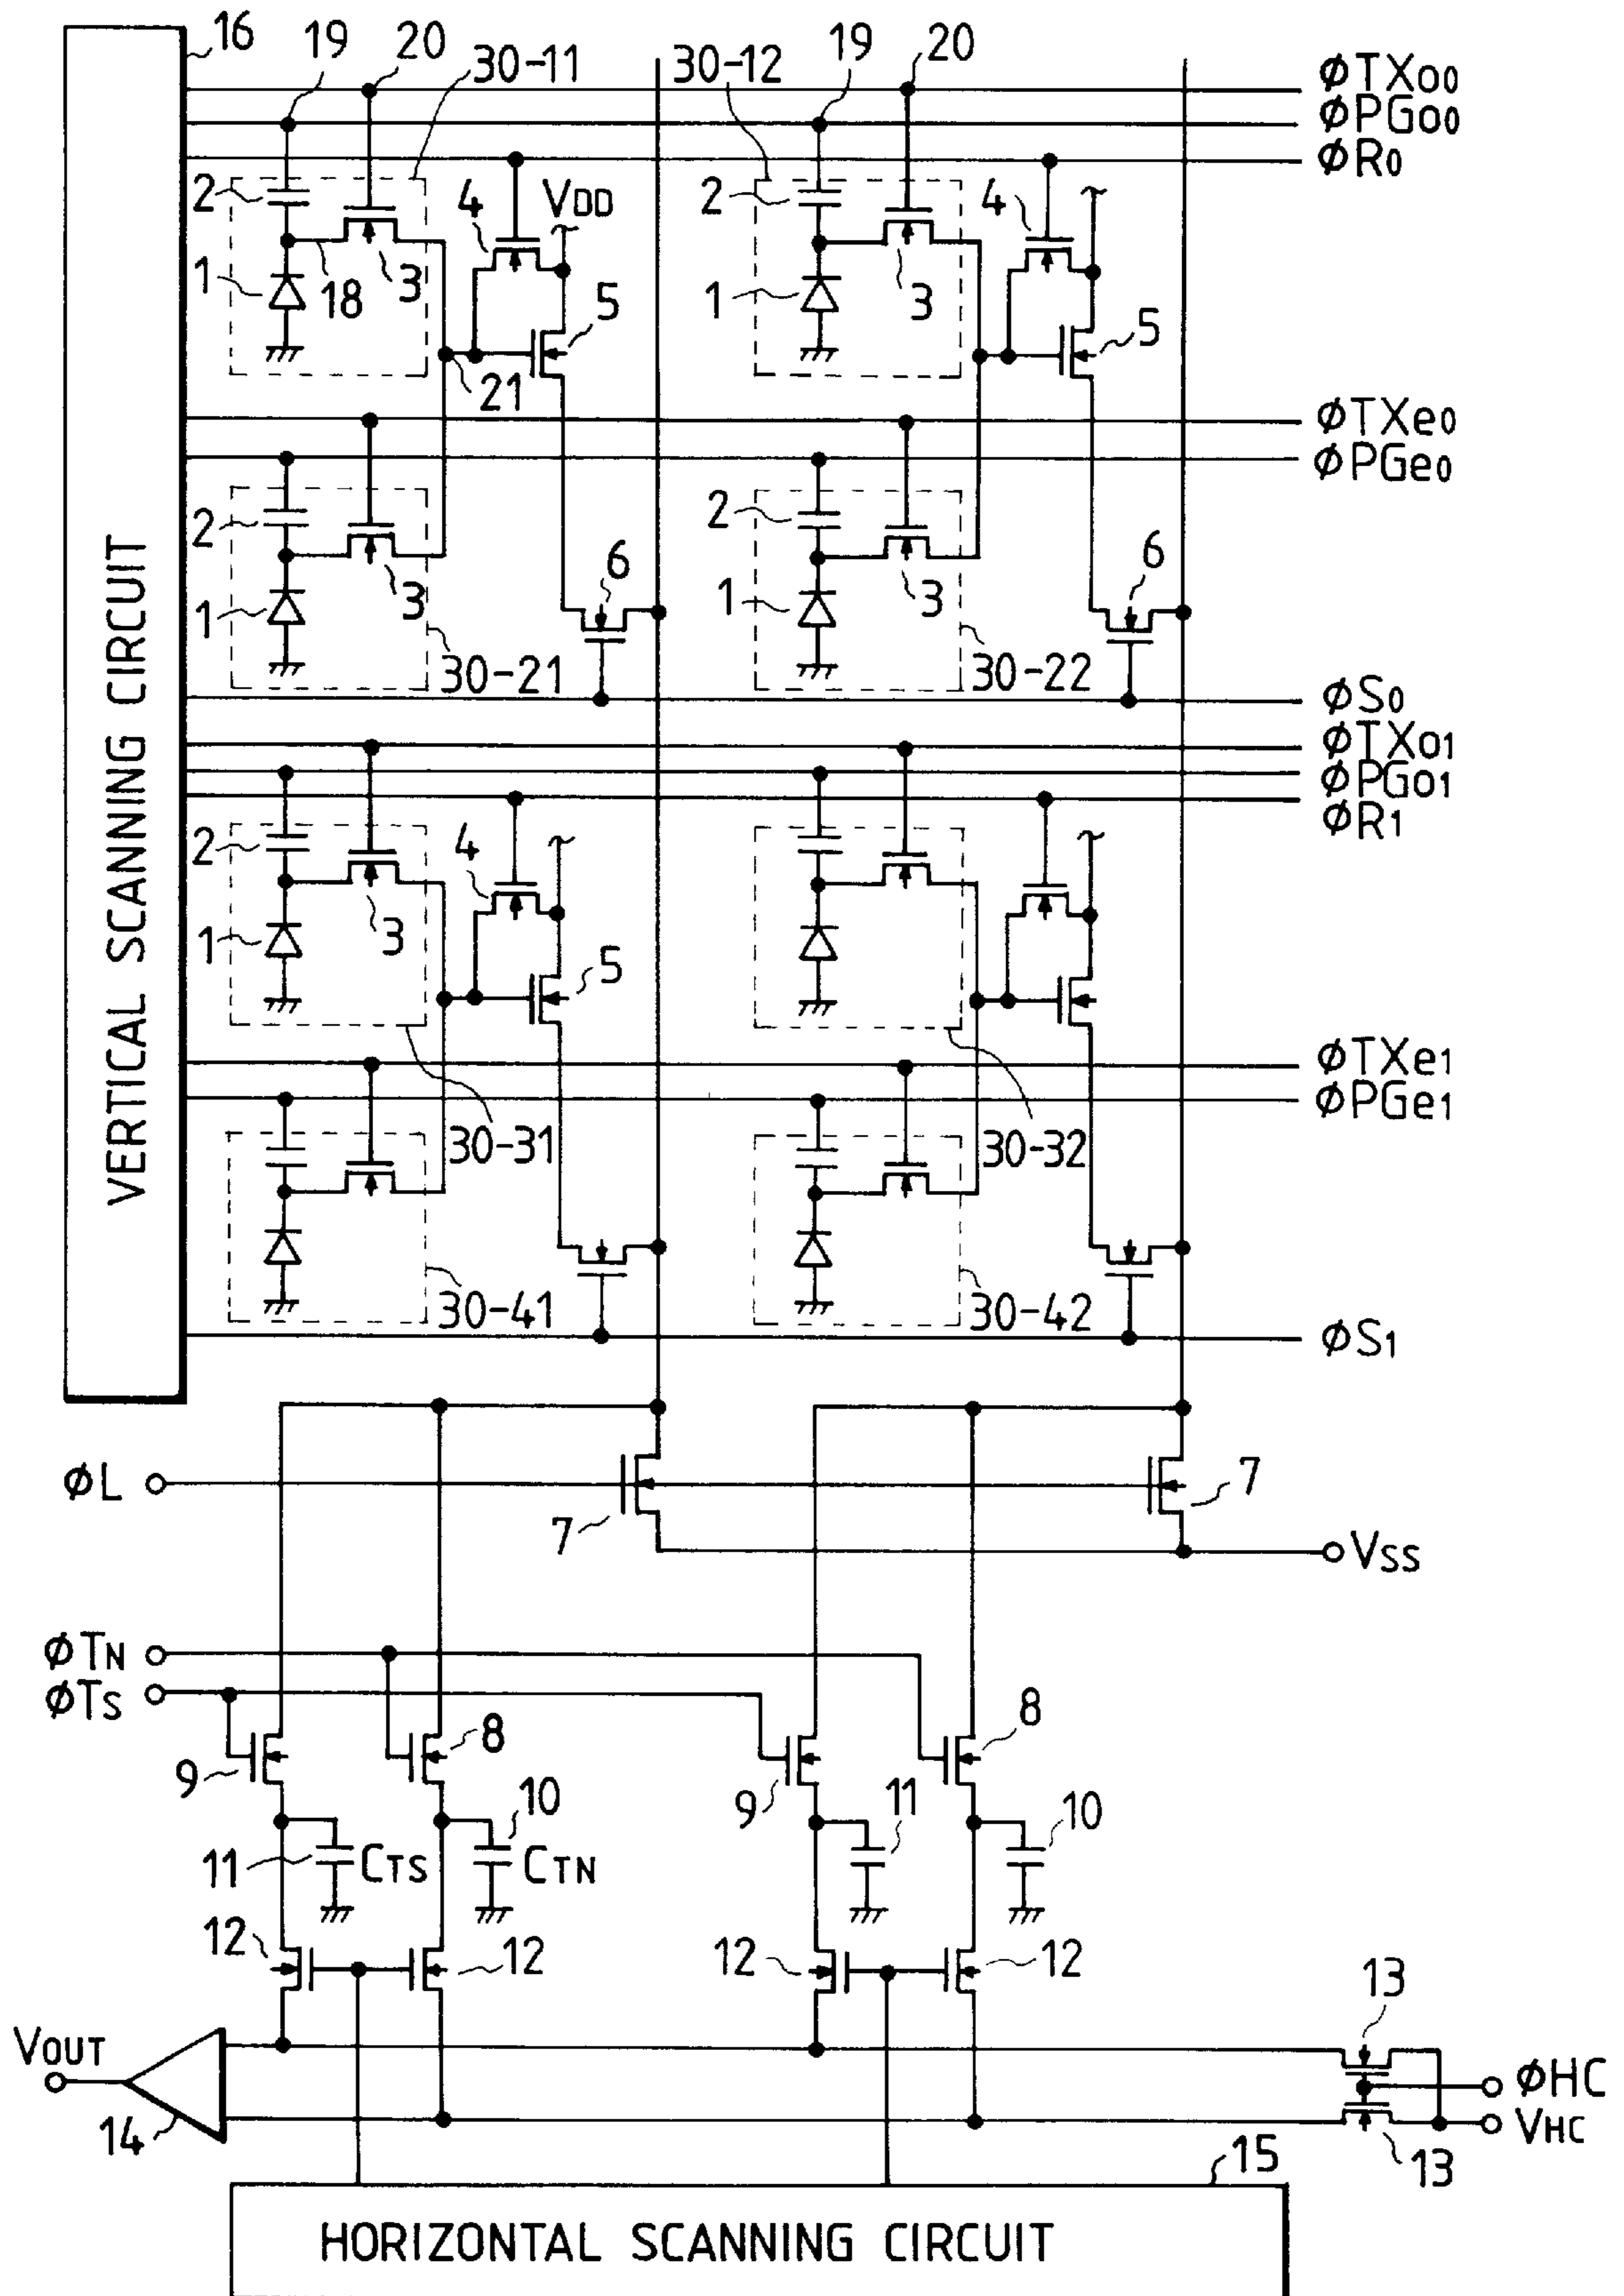 16 19 20 30-11 30-12 19 20
ϕTXO0
ϕPGO0
ϕR0
2 4 VDD 2 4
1 18 3 5 1 3 5
21
ϕTXe0
ϕPGe0
2 2
6 6
1 3 1 3
30-21 30-22
ϕS0
ϕTXO1
ϕPGO1
ϕR1
VERTICAL SCANNING CIRCUIT
2 4
1 3 5
ϕTXe1
ϕPGe1
30-31 30-32
30-41 30-42
ϕS1
ϕL
7 7
VSS
ϕTN
ϕTS
9 8 9 8
10 11 10
11 CTS CTN
12 12 12 12
13
VOUT
ϕHC
VHC
14 13
15
HORIZONTAL SCANNING CIRCUIT